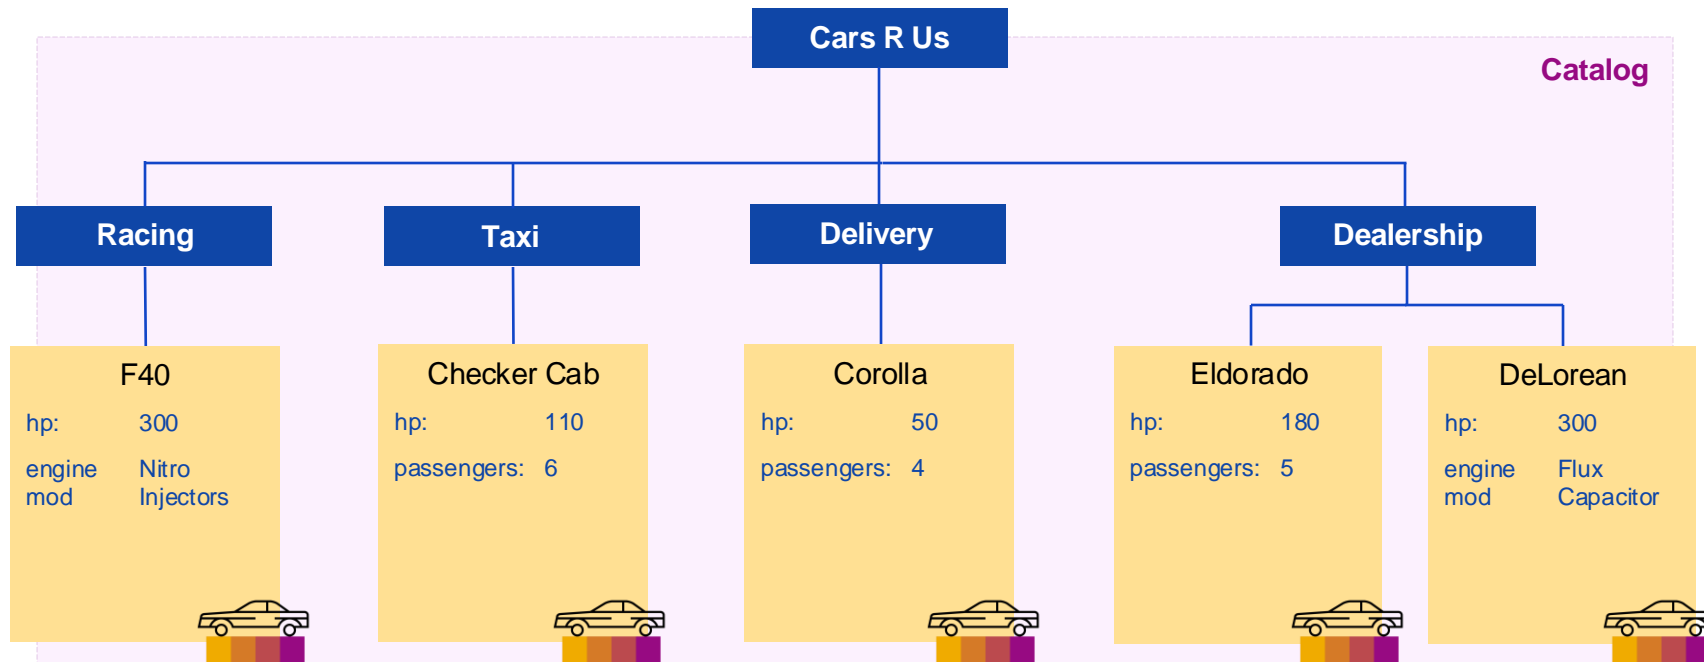 Cars R Us
Catalog
Racing
Taxi
Delivery
Dealership
F40
hp: 300
engine mod Nitro
Injectors
Checker Cab
hp: 110
passengers: 6
Corolla
hp: 50
passengers: 4
Eldorado
hp: 180
passengers: 5
DeLorean
hp: 300
engine Flux
mod Capacitor